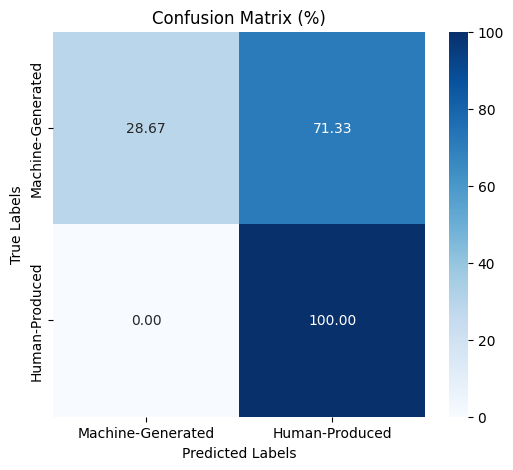 Confusion Matrix (%)
True Labels
Machine-Generated
Human-Produced
28.67 71.33
0.00 100.00
Machine-Generated Human-Produced
Predicted Labels
100
80
60
40
20
0